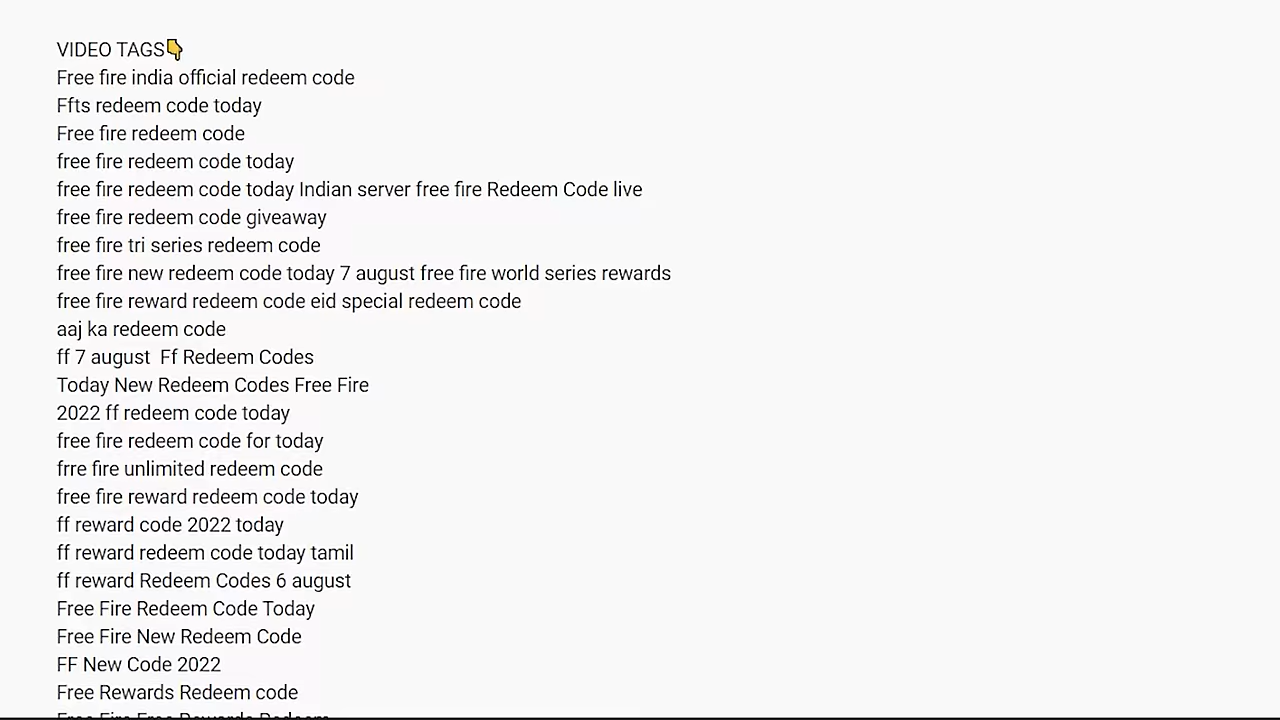 VIDEO TAGS👇
Free fire india official redeem code
Ffts redeem code today
Free fire redeem code
free fire redeem code today
free fire redeem code today Indian server free fire Redeem Code live
free fire redeem code giveaway
free fire tri series redeem code
free fire new redeem code today 7 august free fire world series rewards
free fire reward redeem code eid special redeem code
aaj ka redeem code
ff 7 august  Ff Redeem Codes
Today New Redeem Codes Free Fire
2022 ff redeem code today
free fire redeem code for today
frre fire unlimited redeem code
free fire reward redeem code today
ff reward code 2022 today
ff reward redeem code today tamil
ff reward Redeem Codes 6 august
Free Fire Redeem Code Today
Free Fire New Redeem Code
FF New Code 2022
Free Rewards Redeem code